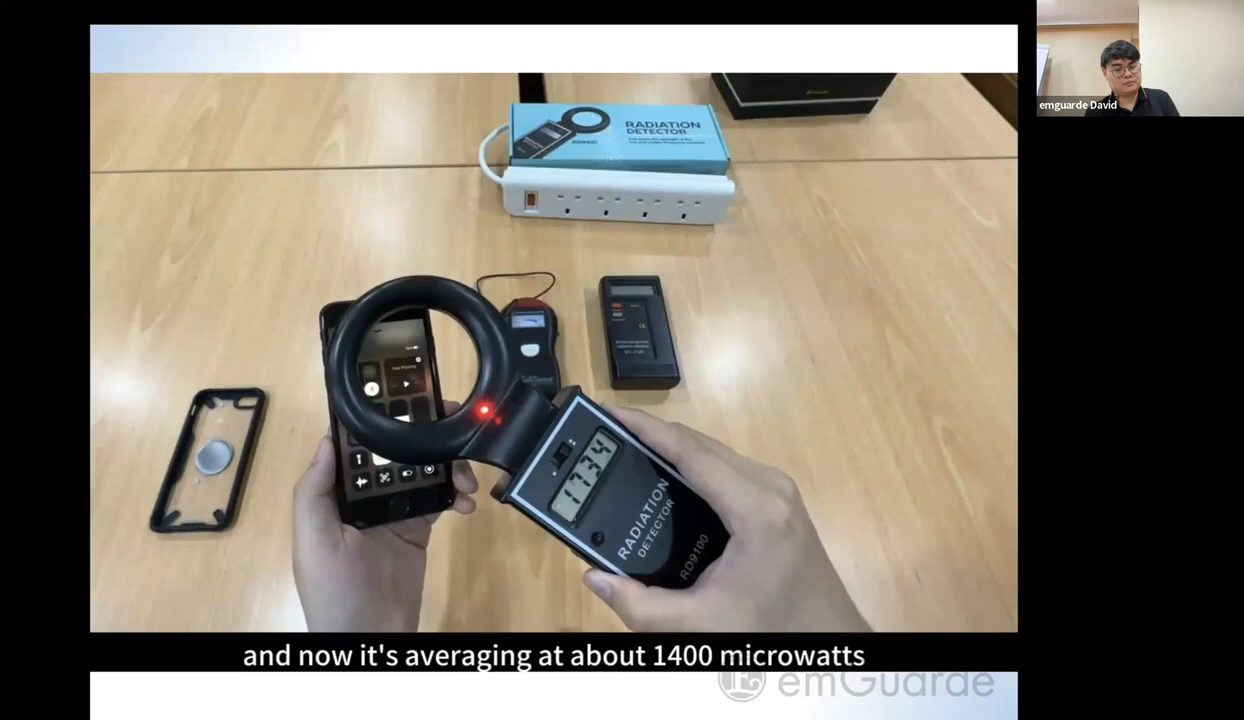 emguarde David
RADIATION
DETECTOR
1734
RADIATION
DETECTOR
RD9100
and now it's averaging at about 1400 microwatts
emGuarde